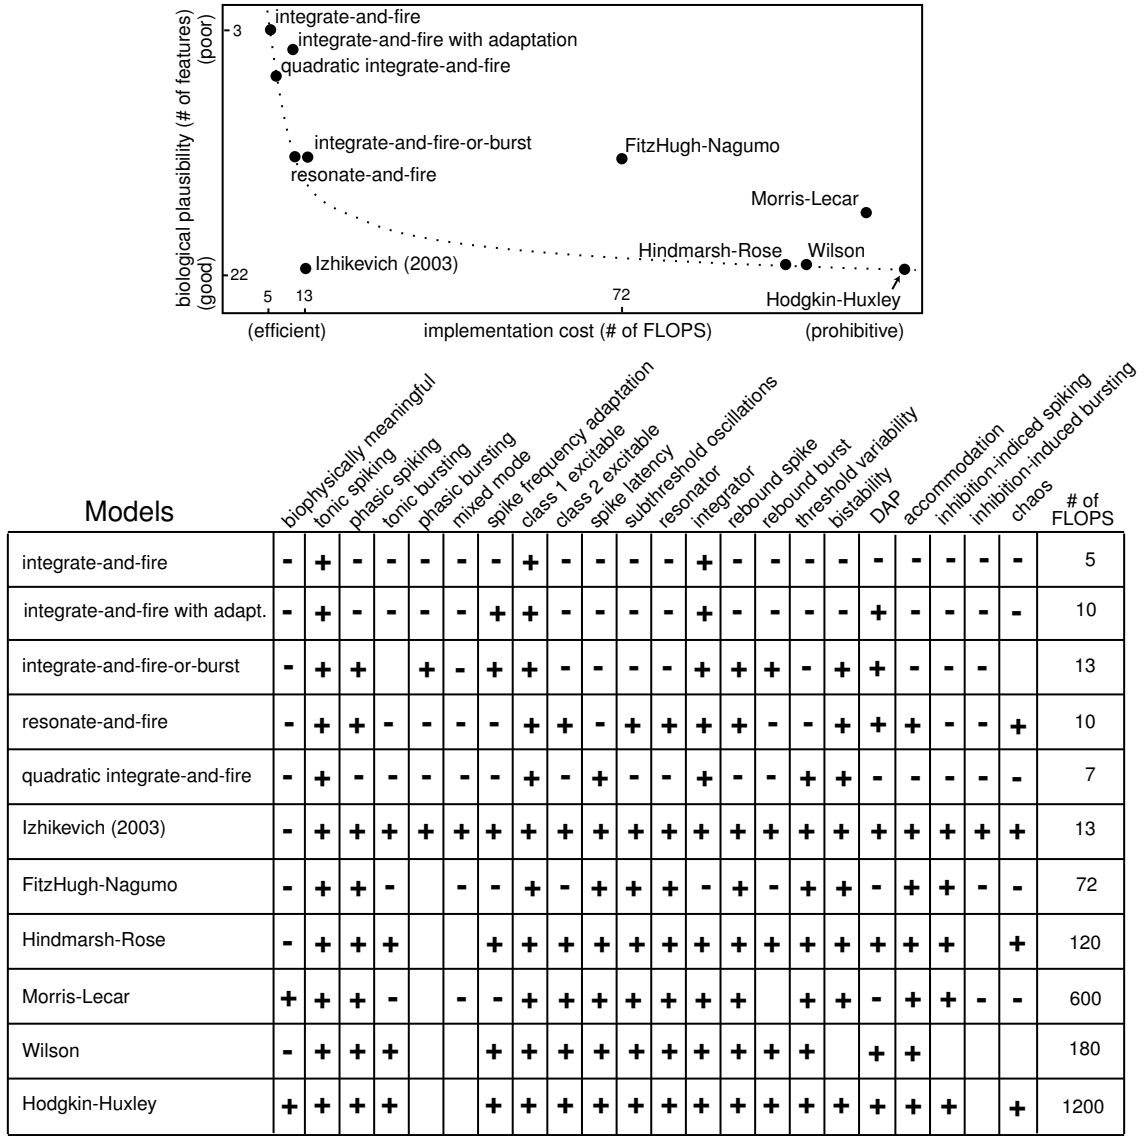 biological plausibility (# of features)
(poor)
(good)
3
22
integrate-and-fire
integrate-and-fire with adaptation
quadratic integrate-and-fire
integrate-and-fire-or-burst
resonate-and-fire
FitzHugh-Nagumo
Morris-Lecar
Izhikevich (2003)
Hindmarsh-Rose
Wilson
Hodgkin-Huxley
5
13
72
(efficient)
implementation cost (# of FLOPS)
(prohibitive)
Models
biophysically meaningful
tonic spiking
phasic spiking
tonic bursting
phasic bursting
mixed mode
spike frequency adaptation
class 1 excitable
class 2 excitable
spike latency
subthreshold oscillations
resonator
integrator
rebound spike
rebound burst
threshold variability
bistability
DAP
accommodation
inhibition-indiced spiking
inhibition-induced bursting
chaos
# of
FLOPS
integrate-and-fire - + - - - - - + - - - - + - - - - - - - - - 5
integrate-and-fire with adapt. - + - - - - + + - - - - + - - - - + - - - - 10
integrate-and-fire-or-burst - + + + - + + - - - - + + + - + + - - - 13
resonate-and-fire - + + - - - - + + - + + + + - - + + + - - + 10
quadratic integrate-and-fire - + - - - - - + - + - - + - - + + - - - - - 7
Izhikevich (2003) - + + + + + + + + + + + + + + + + + + + + + 13
FitzHugh-Nagumo - + + - - - + - + + + - + - + + - + + - - 72
Hindmarsh-Rose - + + + + + + + + + + + + + + + + + + 120
Morris-Lecar + + + - - - + + + + + + + + + - + + - - 600
Wilson - + + + + + + + + + + + + + + + 180
Hodgkin-Huxley + + + + + + + + + + + + + + + + + + + 1200